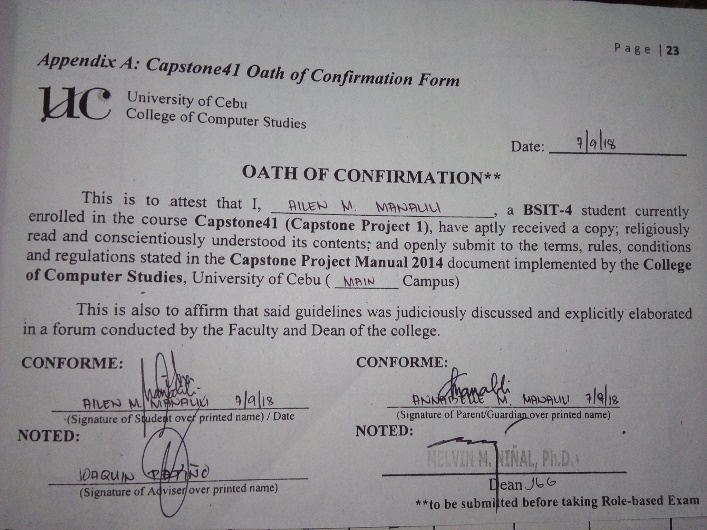 Page | 23
Appendix A: Capstone41 Oath of Confirmation Form
UC University of Cebu
College of Computer Studies
Date: 7/9/18
OATH OF CONFIRMATION**
This is to attest that I, AILEN M. MANALILI, a BSIT-4 student currently
enrolled in the course Capstone41 (Capstone Project 1), have aptly received a copy; religiously
read and conscientiously understood its contents; and openly submit to the terms, rules, conditions
and regulations stated in the Capstone Project Manual 2014 document implemented by the College
of Computer Studies, University of Cebu ( MAIN Campus)
This is also to affirm that said guidelines was judiciously discussed and explicitly elaborated
in a forum conducted by the Faculty and Dean of the college.
CONFORME: CONFORME:
AILEN M. MANALILI 7/9/18 ANNABELLE M. MANALILI 7/9/18
(Signature of Student over printed name) / Date (Signature of Parent/Guardian over printed name)
NOTED: NOTED:
JOAQUIN PATIÑO MELVIN M. NIÑAL, Ph.D.
(Signature of Adviser over printed name) Dean
**to be submitted before taking Role-based Exam